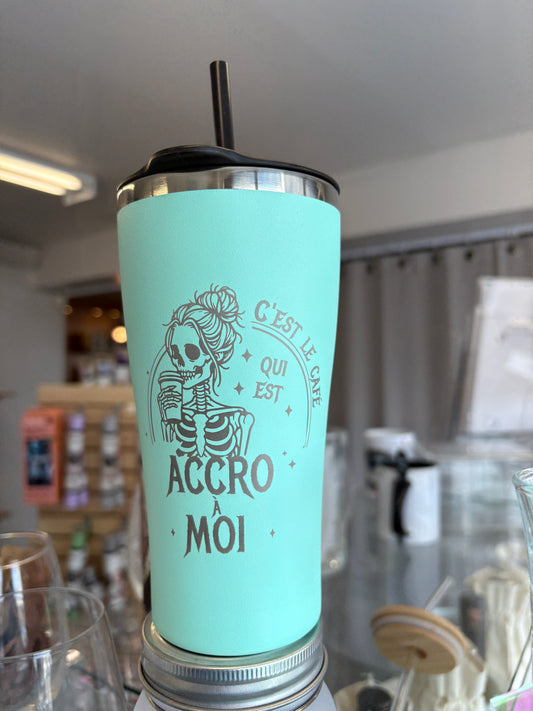 C'EST LE CAFÉ
QUI
EST
ACCRO
À
MOI